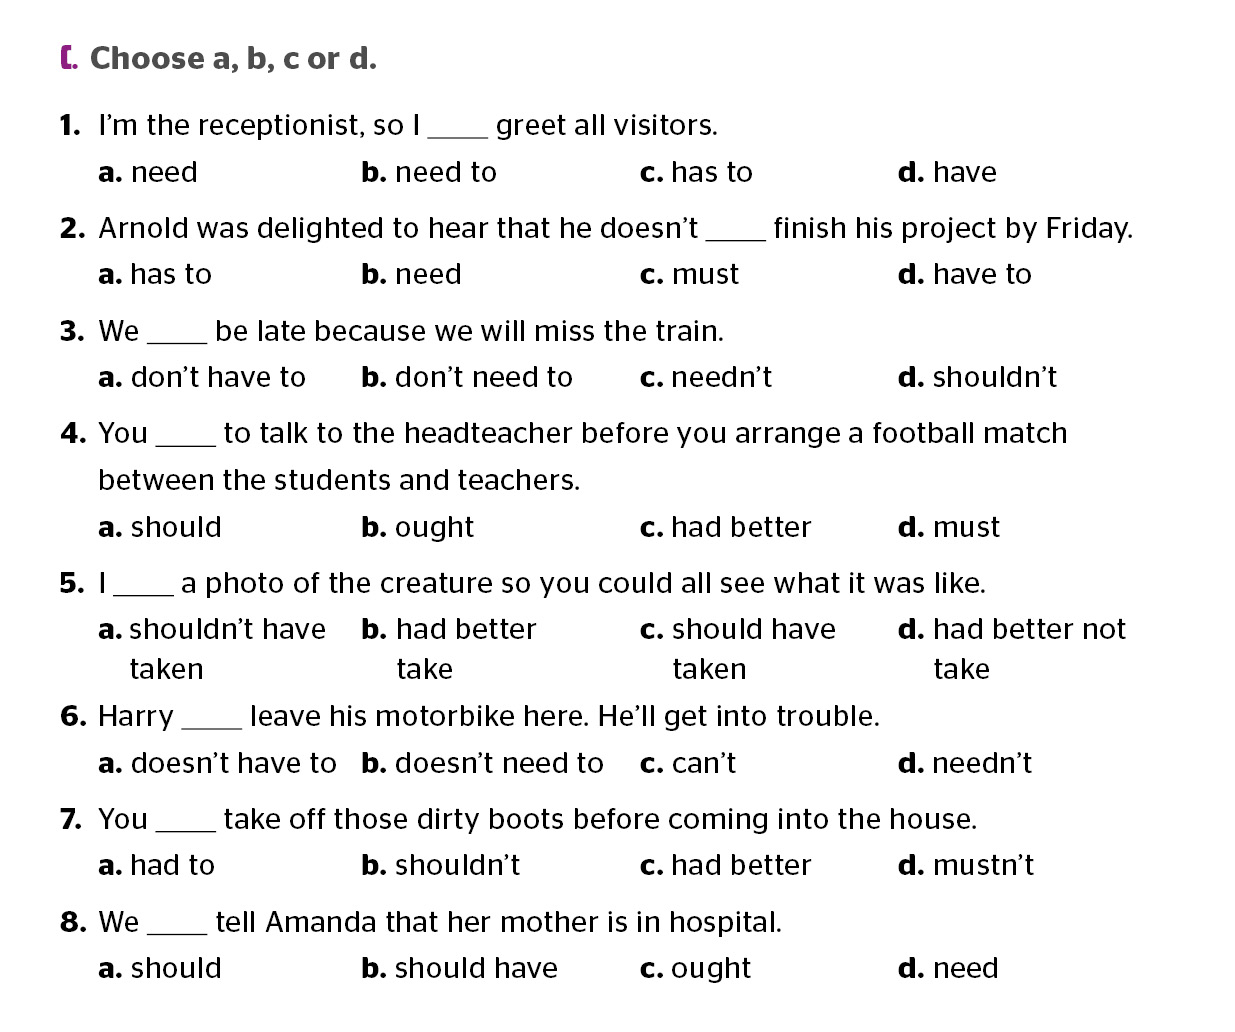 C. Choose a, b, c or d.
1. I’m the receptionist, so I ____ greet all visitors.
a. need b. need to c. has to d. have
2. Arnold was delighted to hear that he doesn’t ____ finish his project by Friday.
a. has to b. need c. must d. have to
3. We ____ be late because we will miss the train.
a. don’t have to b. don’t need to c. needn’t d. shouldn’t
4. You ____ to talk to the headteacher before you arrange a football match
between the students and teachers.
a. should b. ought c. had better d. must
5. I ____ a photo of the creature so you could all see what it was like.
a. shouldn’t have b. had better c. should have d. had better not
taken take taken take
6. Harry ____ leave his motorbike here. He’ll get into trouble.
a. doesn’t have to b. doesn’t need to c. can’t d. needn’t
7. You ____ take off those dirty boots before coming into the house.
a. had to b. shouldn’t c. had better d. mustn’t
8. We ____ tell Amanda that her mother is in hospital.
a. should b. should have c. ought d. need